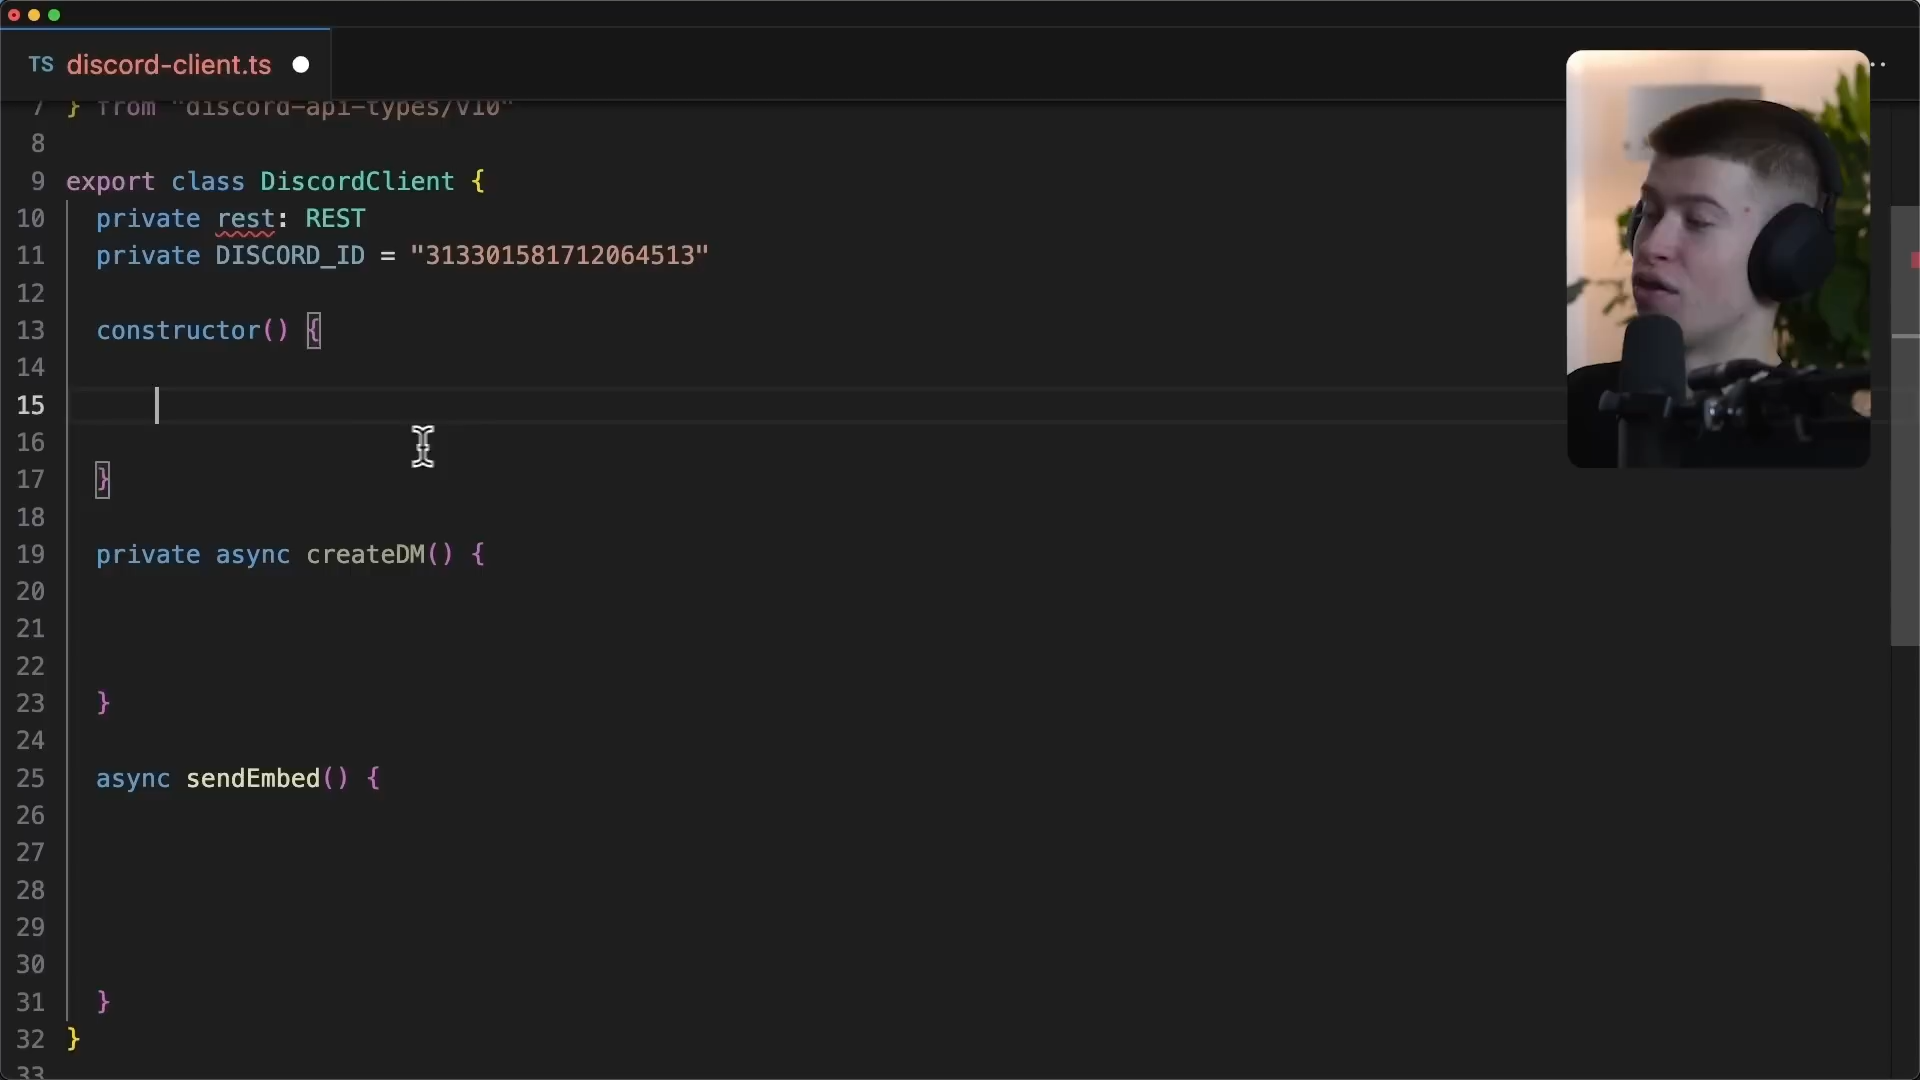 TS discord-client.ts
7 } from "discord-api-types/v10"
8
9 export class DiscordClient {
10 private rest: REST
11 private DISCORD_ID = "313301581712064513"
12
13 constructor() {
14
15
16
17 }
18
19 private async createDM() {
20
21
22
23 }
24
25 async sendEmbed() {
26
27
28
29
30
31 }
32 }
33